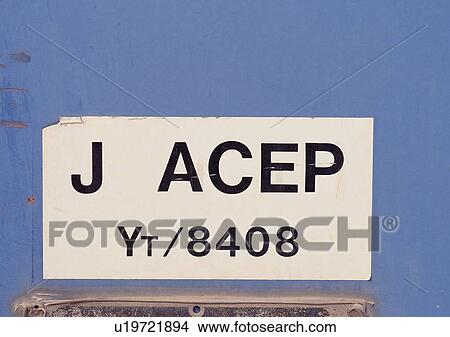 J ACEP
YT/8408
FOTOSEARCH®
u19721894 www.fotosearch.com